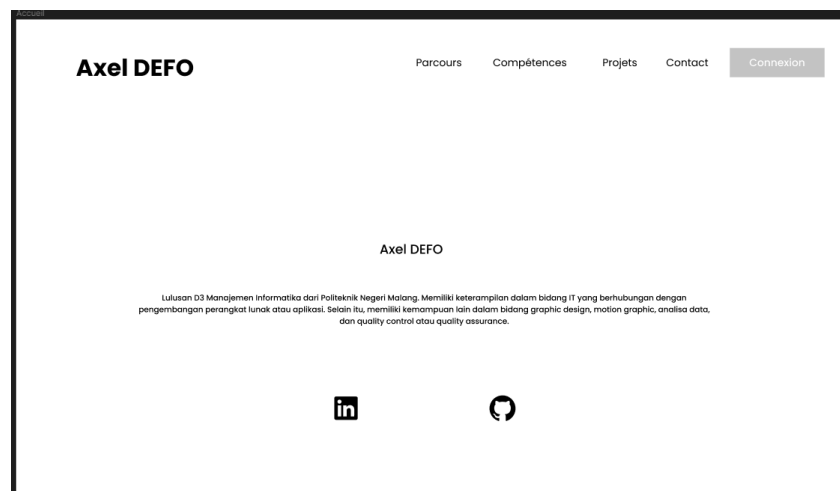 Accueil
Axel DEFO
Parcours
Compétences
Projets
Contact
Connexion
Axel DEFO
Lulusan D3 Manajemen Informatika dari Politeknik Negeri Malang. Memiliki keterampilan dalam bidang IT yang berhubungan dengan
pengembangan perangkat lunak atau aplikasi. Selain itu, memiliki kemampuan lain dalam bidang graphic design, motion graphic, analisa data,
dan quality control atau quality assurance.
in